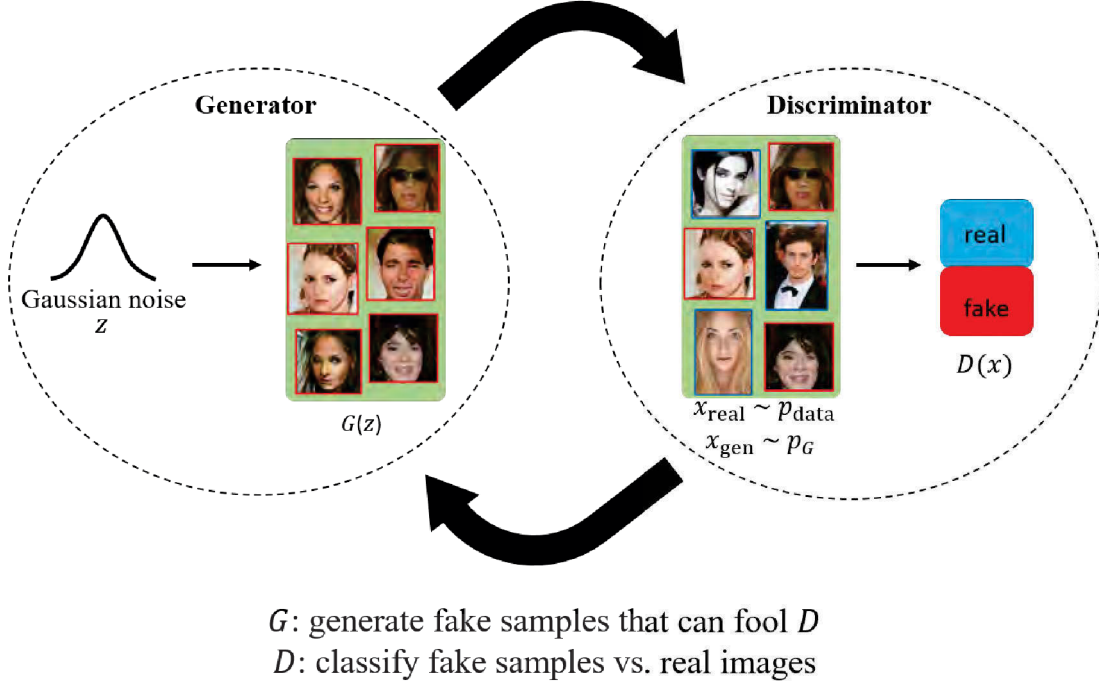 Generator
Discriminator
Gaussian noise
z
G(z)
real
fake
D(x)
x_real ~ p_data
x_gen ~ p_G
G: generate fake samples that can fool D
D: classify fake samples vs. real images